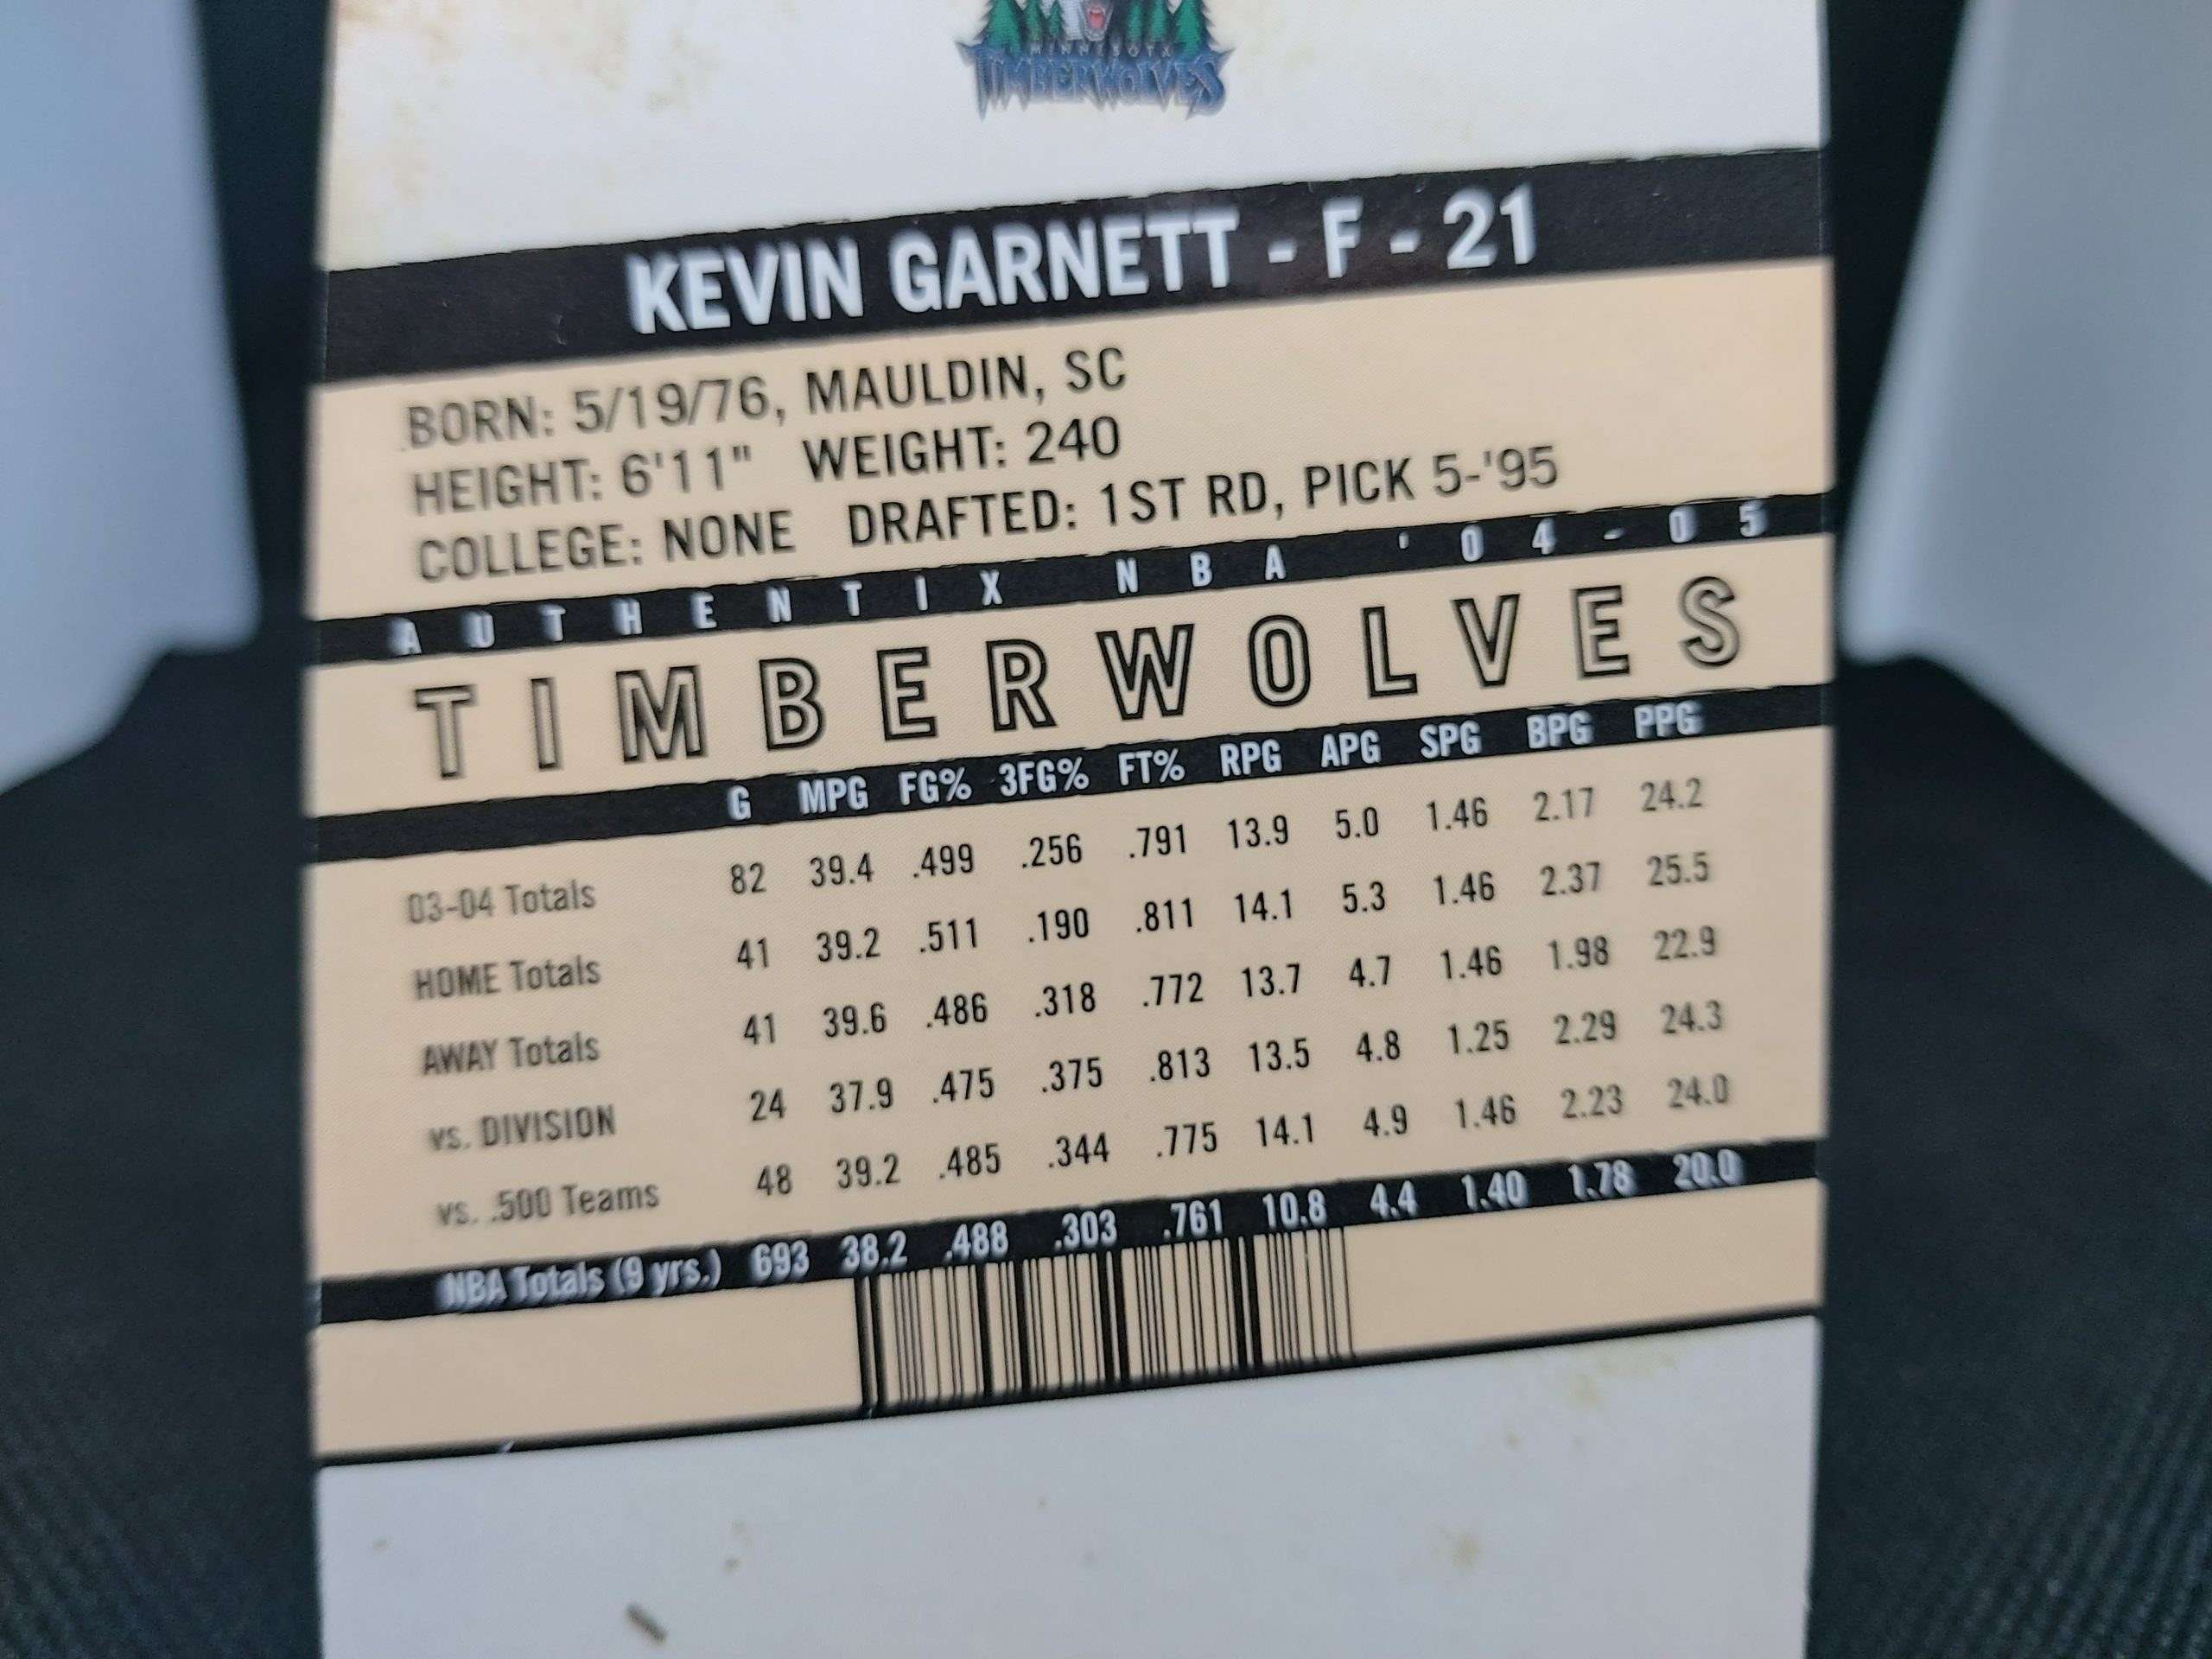 MINNESOTA
TIMBERWOLVES
KEVIN GARNETT - F - 21
BORN: 5/19/76, MAULDIN, SC
HEIGHT: 6'11" WEIGHT: 240
COLLEGE: NONE DRAFTED: 1ST RD, PICK 5-'95
AUTHENTIX NBA '04-05
TIMBERWOLVES
G MPG FG% 3FG% FT% RPG APG SPG BPG PPG
03-04 Totals 82 39.4 .499 .256 .791 13.9 5.0 1.46 2.17 24.2
HOME Totals 41 39.2 .511 .190 .811 14.1 5.3 1.46 2.37 25.5
AWAY Totals 41 39.6 .486 .318 .772 13.7 4.7 1.46 1.98 22.9
vs. DIVISION 24 37.9 .475 .375 .813 13.5 4.8 1.25 2.29 24.3
vs. .500 Teams 48 39.2 .485 .344 .775 14.1 4.9 1.46 2.23 24.0
NBA Totals (9 yrs.) 693 38.2 .488 .303 .761 10.8 4.4 1.40 1.78 20.0